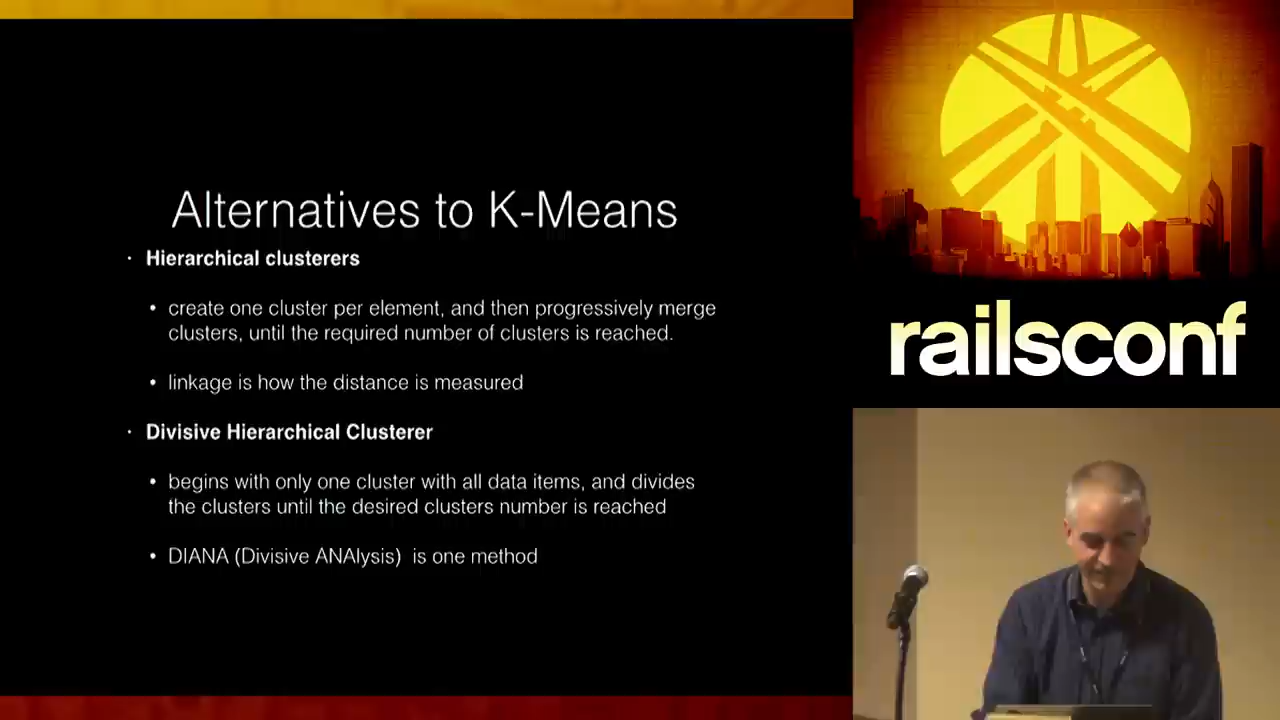 Alternatives to K-Means
· Hierarchical clusterers
• create one cluster per element, and then progressively merge
clusters, until the required number of clusters is reached.
• linkage is how the distance is measured
· Divisive Hierarchical Clusterer
• begins with only one cluster with all data items, and divides
the clusters until the desired clusters number is reached
• DIANA (Divisive ANAlysis)  is one method
railsconf